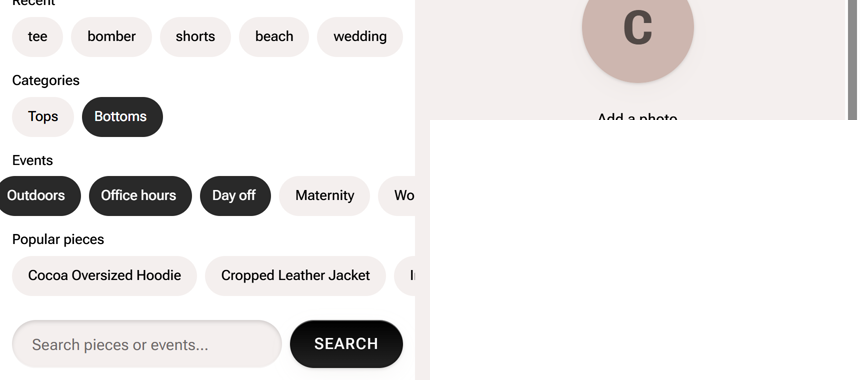 Recent
tee bomber shorts beach wedding
Categories
Tops Bottoms
Events
Outdoors Office hours Day off Maternity
Popular pieces
Cocoa Oversized Hoodie Cropped Leather Jacket
Search pieces or events... SEARCH
C
Add a photo